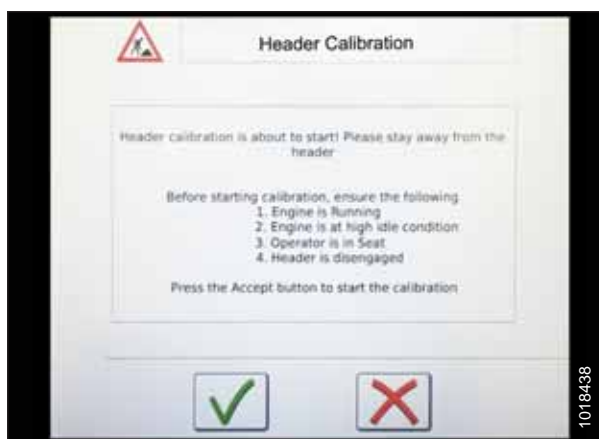 Header Calibration
Header calibration is about to start! Please stay away from the
header
Before starting calibration, ensure the following
1. Engine is Running
2. Engine is at high idle condition
3. Operator is in Seat
4. Header is disengaged
Press the Accept button to start the calibration
1018438